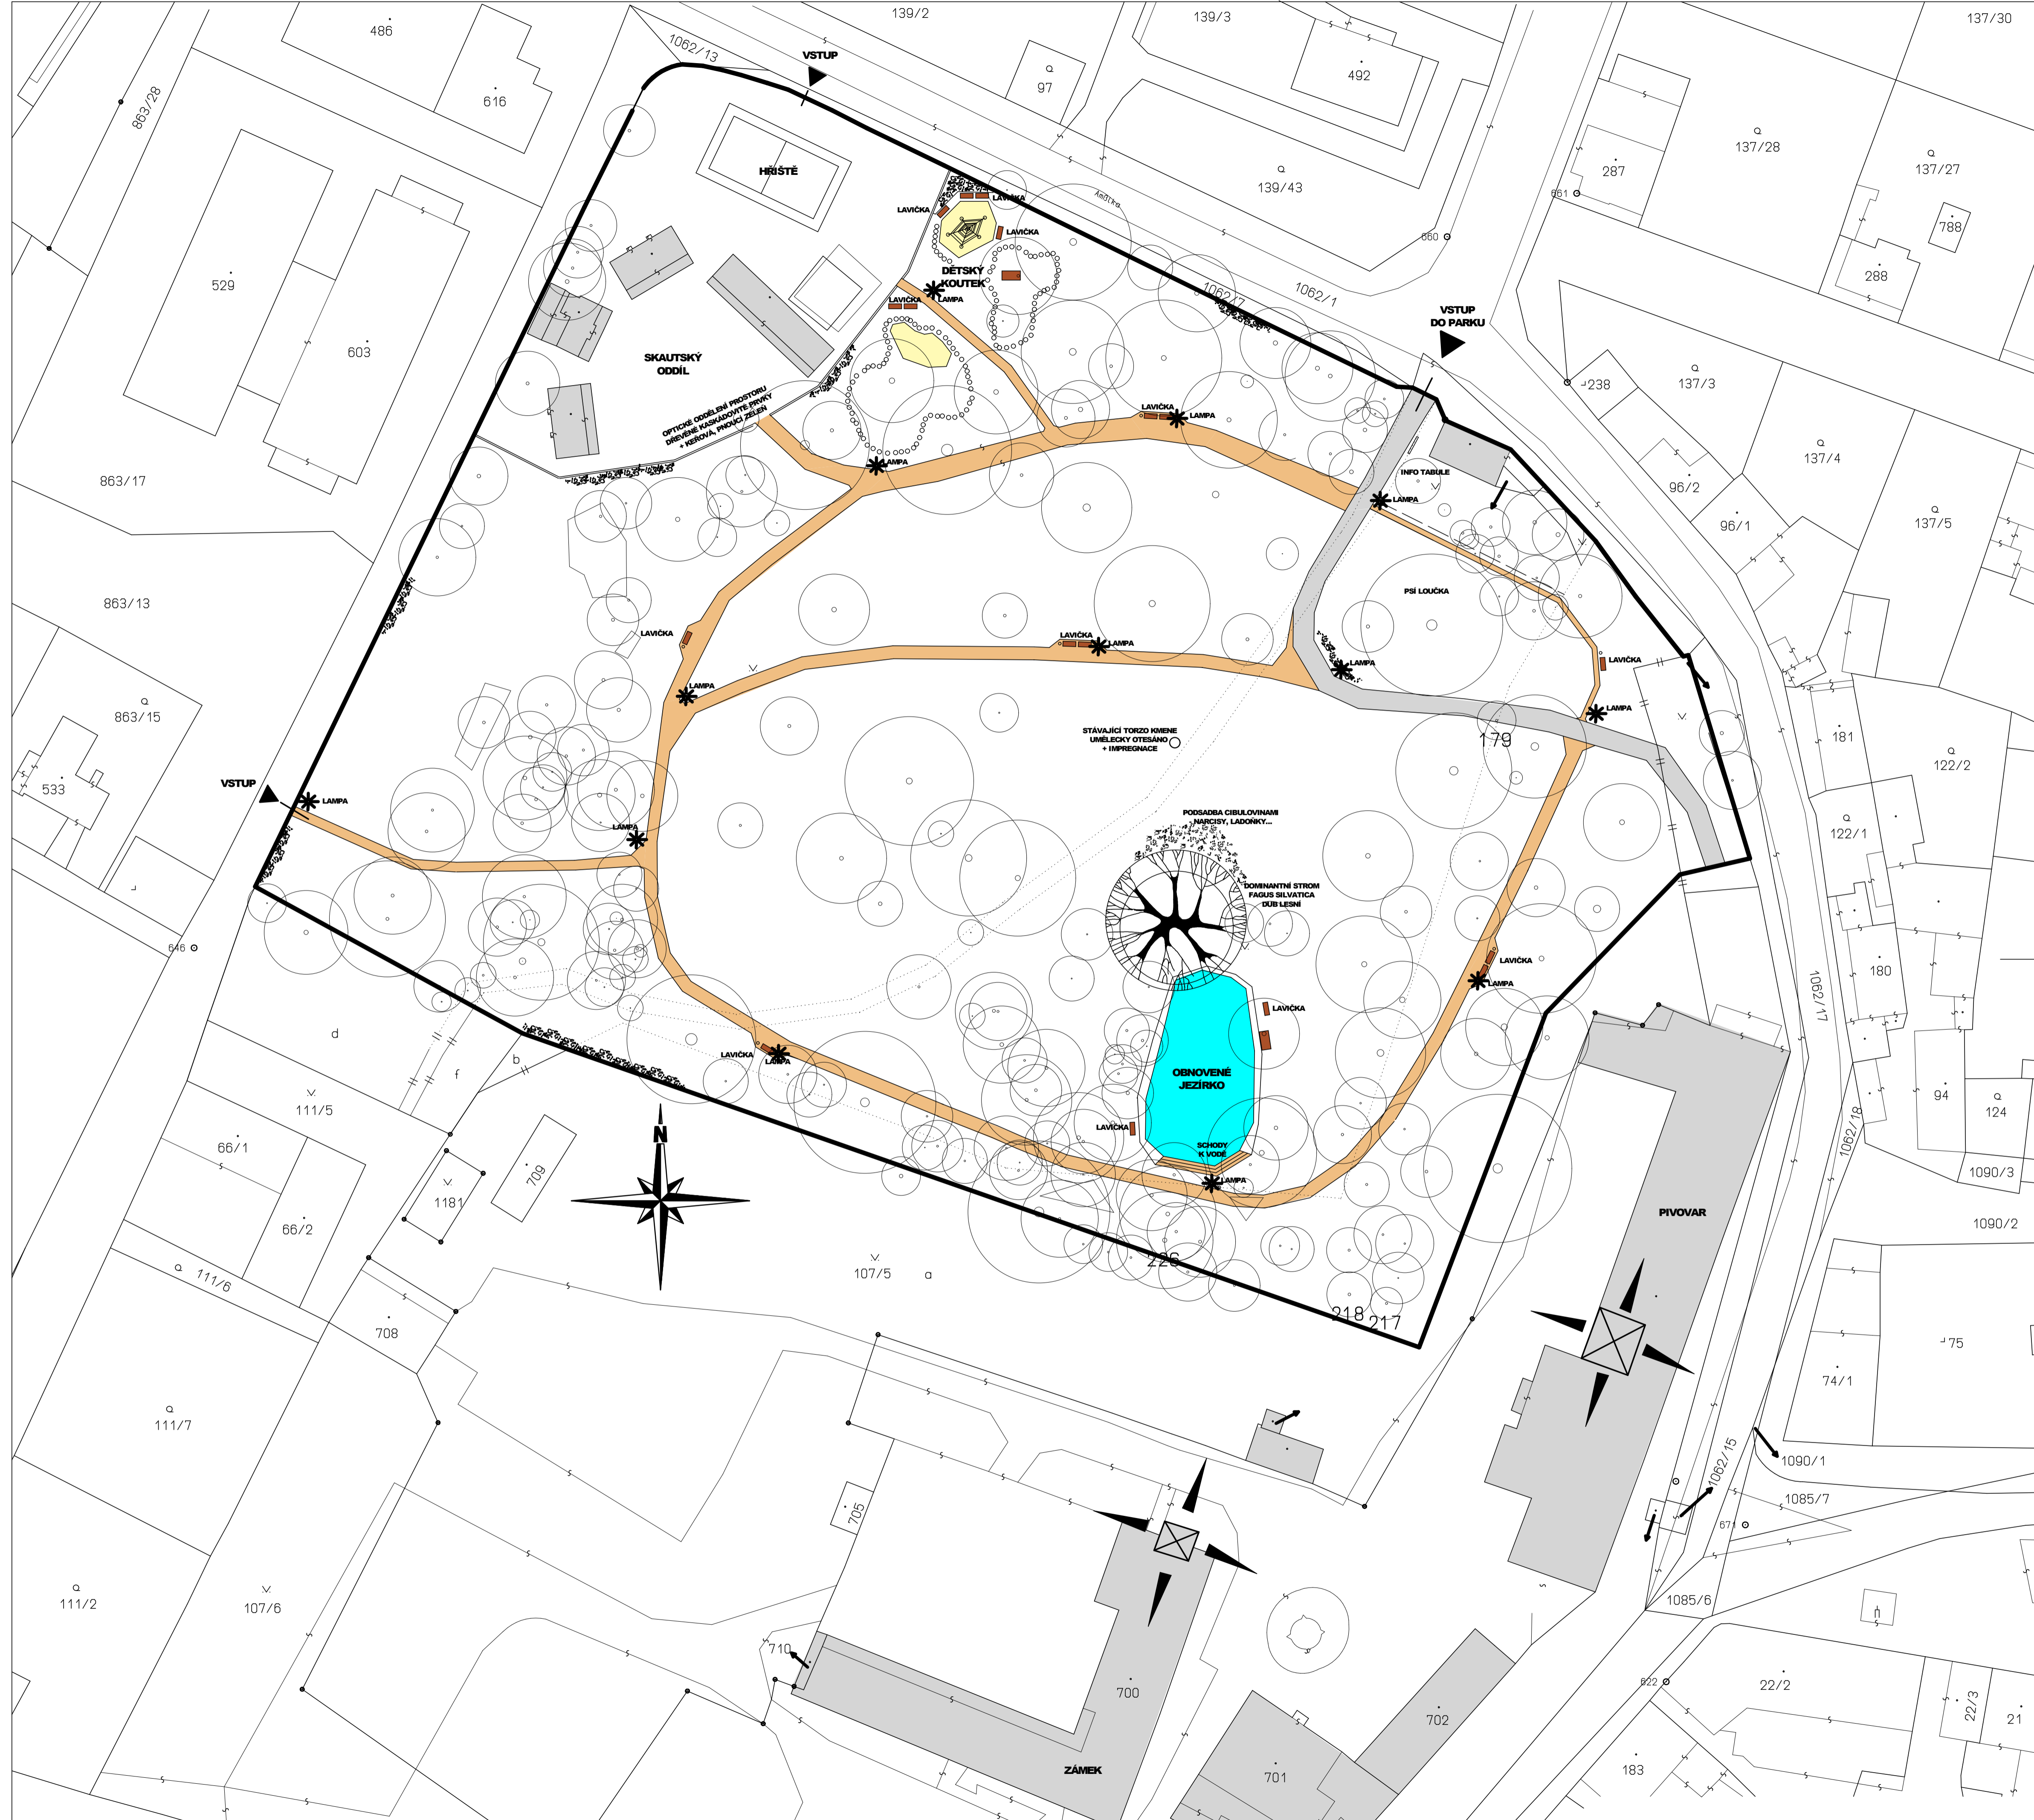 486
139/2
139/3
137/30
1062/13
VSTUP
616
97
492
863/28
137/28
137/27
287
139/43
HŘIŠTĚ
661
788
LAVIČKA
LAVIČKA
Amólka
LAVIČKA
660
288
529
DĚTSKÝ
KOUTEK
1062/7
1062/1
LAVIČKA
LAMPA
VSTUP
DO PARKU
603
SKAUTSKÝ
ODDÍL
238
137/3
OPTICKÉ ODDĚLENÍ PROSTORU
DŘEVĚNÉ KASKÁDOVITÉ PRVKY
+ KEŘOVÁ, PNOUCÍ ZELEŇ
LAVIČKA
LAMPA
137/4
LAMPA
INFO TABULE
863/17
96/2
LAMPA
96/1
137/5
863/13
PSÍ LOUČKA
LAVIČKA
LAVIČKA
LAMPA
LAMPA
LAVIČKA
LAMPA
863/15
LAMPA
STÁVAJÍCÍ TORZO KMENE
UMĚLECKY OTESÁNO
+ IMPREGNACE
179
181
122/2
533
VSTUP
LAMPA
PODSADBA CIBULOVINAMI
NARCISY, LADOŇKY...
LAMPA
122/1
DOMINANTNÍ STROM
FAGUS SILVATICA
DUB LESNÍ
646
LAVIČKA
180
LAMPA
1062/17
LAVIČKA
d
b
f
LAVIČKA
LAMPA
OBNOVENÉ
JEZÍRKO
111/5
94
124
66/1
N
LAVIČKA
SCHODY
K VODĚ
1062/18
709
LAMPA
1090/3
1181
66/2
PIVOVAR
1090/2
226
107/5
a
111/6
218
217
708
75
74/1
111/7
1090/1
1062/15
1085/7
705
671
111/2
107/6
1085/6
710
700
702
622
22/2
22/3
21
ZÁMEK
701
183